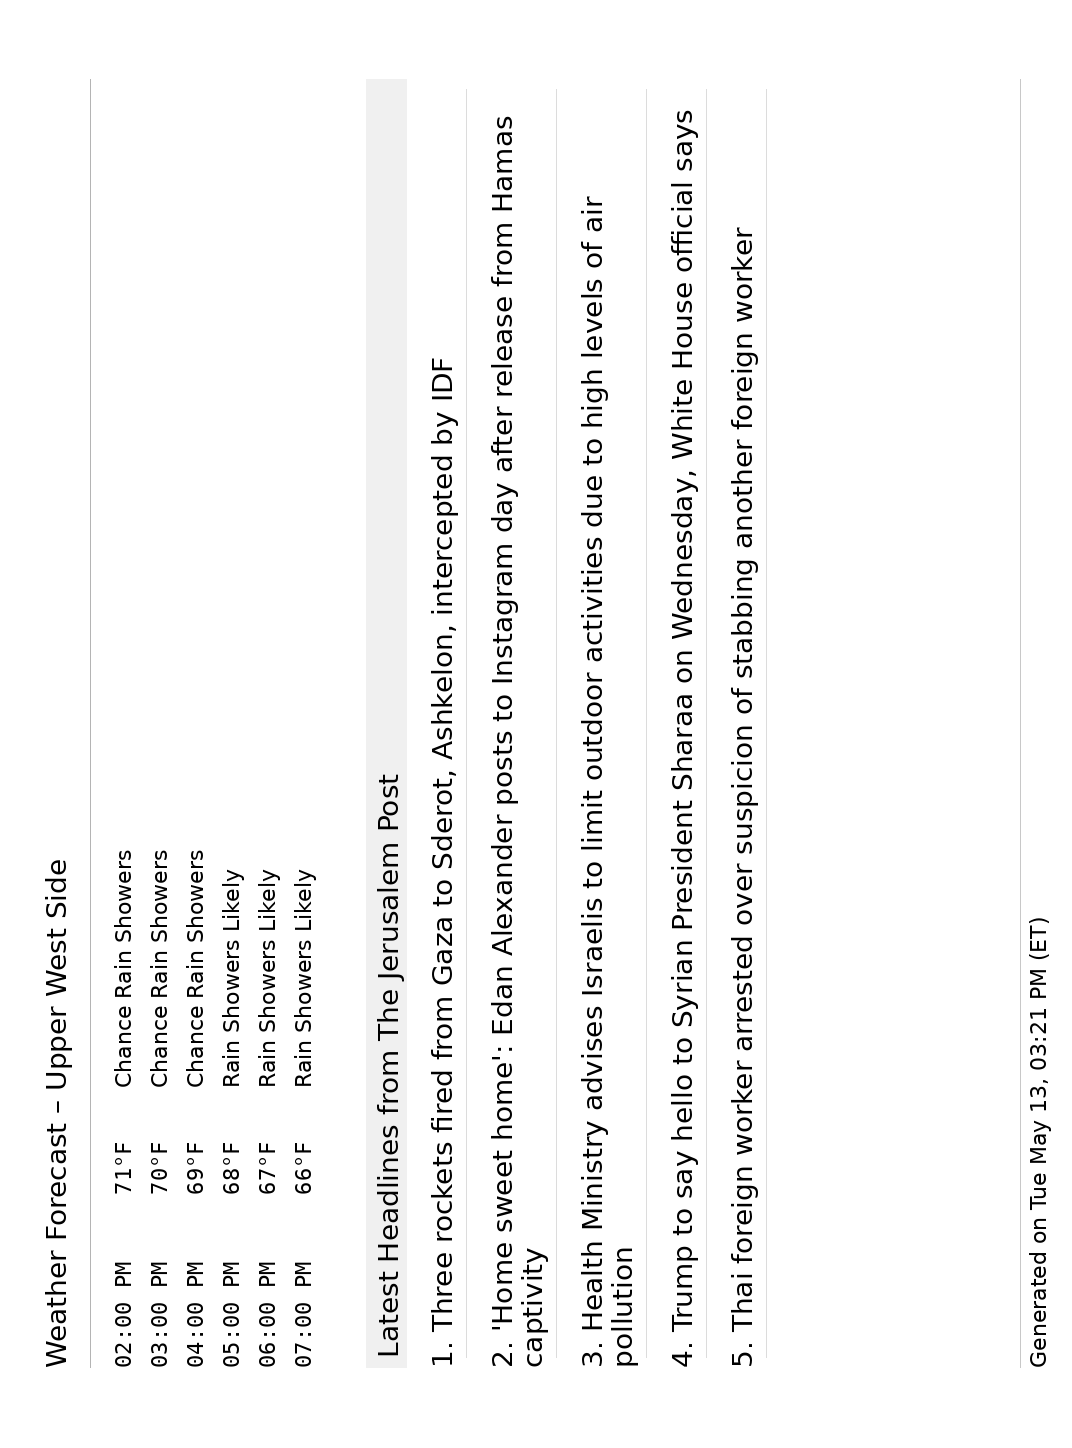 Weather Forecast – Upper West Side
02:00 PM 71°F Chance Rain Showers
03:00 PM 70°F Chance Rain Showers
04:00 PM 69°F Chance Rain Showers
05:00 PM 68°F Rain Showers Likely
06:00 PM 67°F Rain Showers Likely
07:00 PM 66°F Rain Showers Likely
Latest Headlines from The Jerusalem Post
1. Three rockets fired from Gaza to Sderot, Ashkelon, intercepted by IDF
2. 'Home sweet home': Edan Alexander posts to Instagram day after release from Hamas
captivity
3. Health Ministry advises Israelis to limit outdoor activities due to high levels of air
pollution
4. Trump to say hello to Syrian President Sharaa on Wednesday, White House official says
5. Thai foreign worker arrested over suspicion of stabbing another foreign worker
Generated on Tue May 13, 03:21 PM (ET)